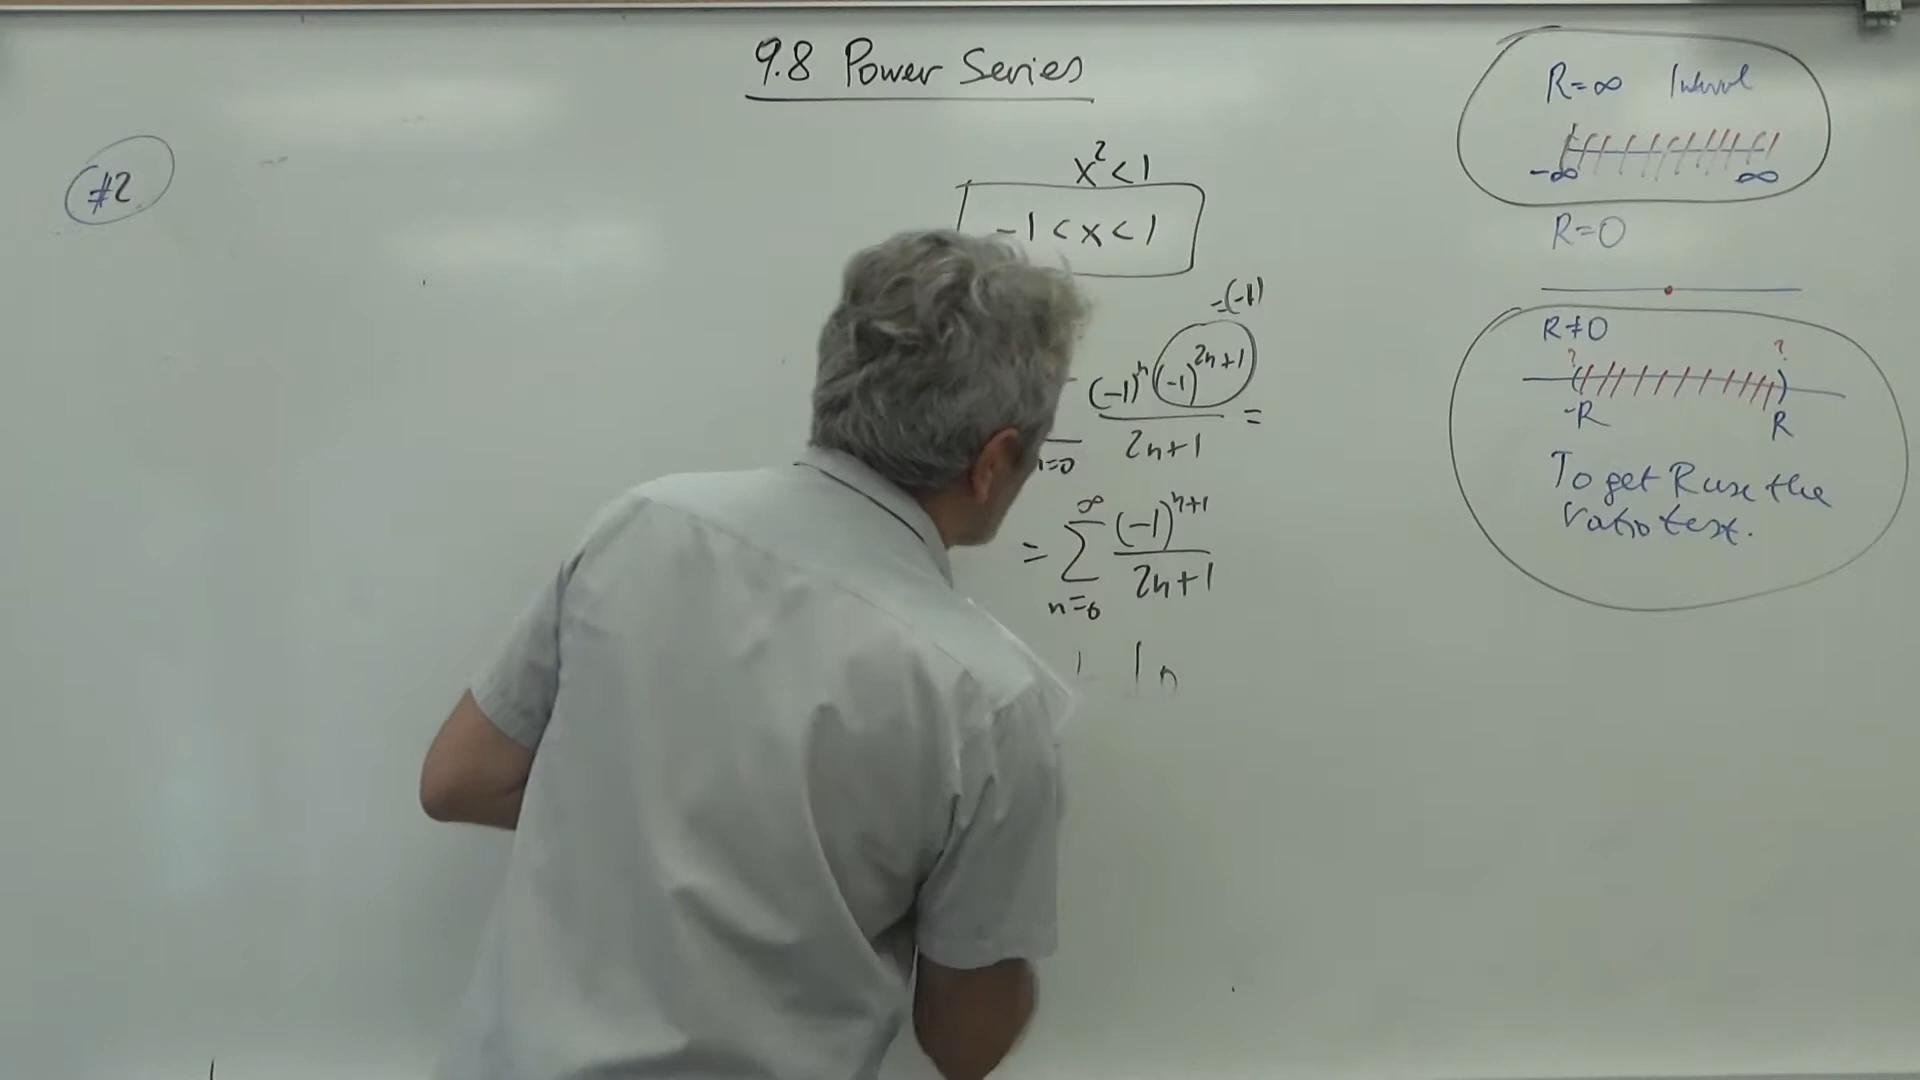 9.8 Power Series
#2
x² < 1
-1 < x < 1
=(-1)
(-1)ⁿ (-1)²ⁿ⁺¹
=
2n+1
n=0
= ∞ ∑ n=0 (-1)ⁿ⁺¹
2n+1
R=∞ Interval
-∞ ∞
R=0
R≠0
? ?
( )
-R R
To get R use the
ratio test.